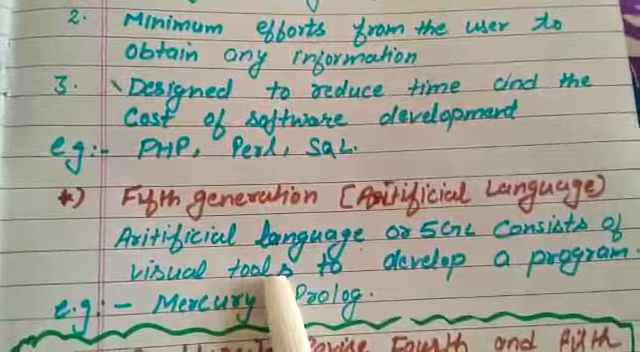 2. Minimum efforts from the user to
obtain any information
3. Designed to reduce time and the
Cost of software development
e.g:- PHP, Perl, SQL.
*) Fifth generation [Aritificial Language)
Aritificial language or 5GL Consists of
visual tools to develop a program.
e.g:- Mercury Prolog.
Fourth and fifth